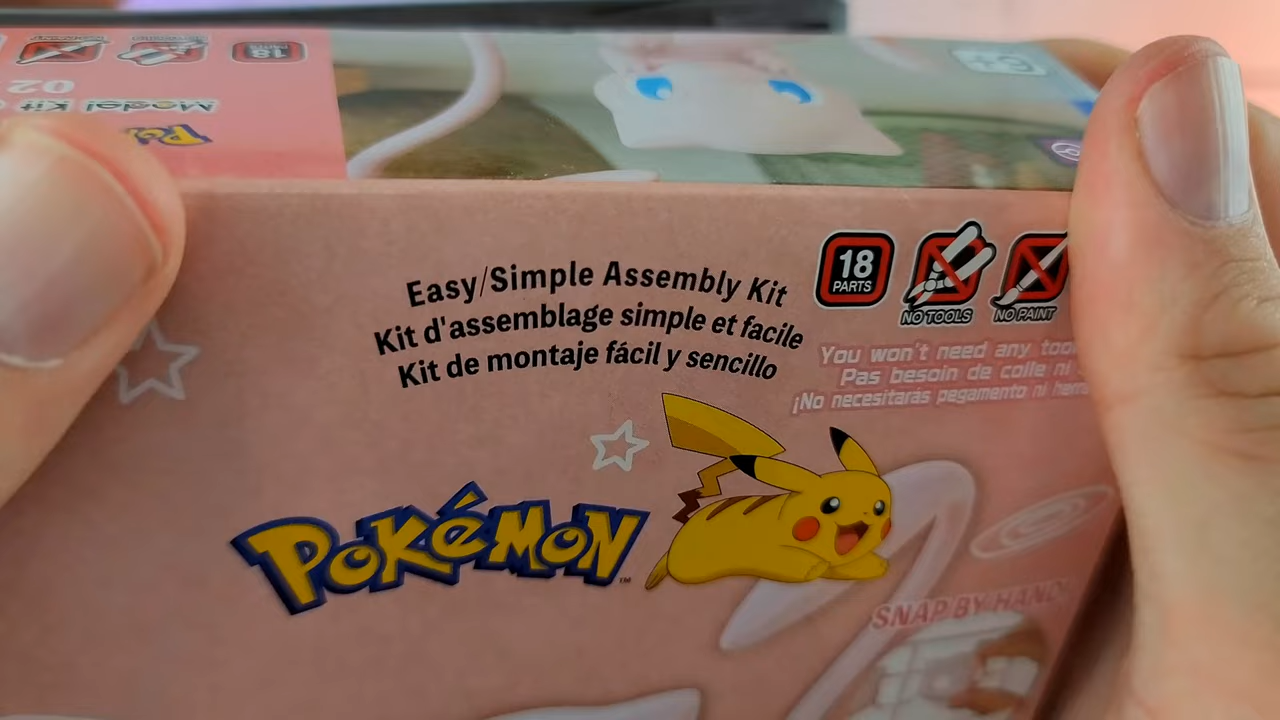 18
02
Model Kit
Easy/Simple Assembly Kit
Kit d'assemblage simple et facile
Kit de montaje fácil y sencillo
18
PARTS
NO TOOLS
NO PAINT
You won't need any
Pas besoin de colle ni
¡No necesitarás pegamento ni
POKéMON
TM
SNAP BY HAND!